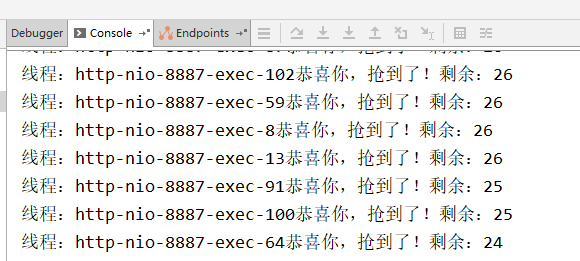 Debugger Console Endpoints
线程：http-nio-8887-exec-102恭喜你，抢到了！剩余：26
线程：http-nio-8887-exec-59恭喜你，抢到了！剩余：26
线程：http-nio-8887-exec-8恭喜你，抢到了！剩余：26
线程：http-nio-8887-exec-13恭喜你，抢到了！剩余：26
线程：http-nio-8887-exec-91恭喜你，抢到了！剩余：25
线程：http-nio-8887-exec-100恭喜你，抢到了！剩余：25
线程：http-nio-8887-exec-64恭喜你，抢到了！剩余：24